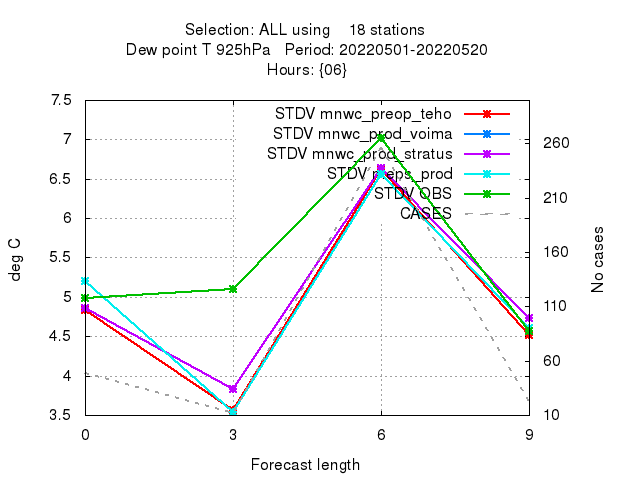 Selection: ALL using 18 stations
Dew point T 925hPa Period: 20220501-20220520
Hours: {06}
STDV mnwc_preop_teho
STDV mnwc_prod_voima
STDV mnwc_prod_stratus
STDV meps_prod
STDV OBS
CASES
7.5
7
6.5
6
5.5
5
4.5
4
3.5
deg C
260
210
160
110
60
10
No cases
0 3 6 9
Forecast length